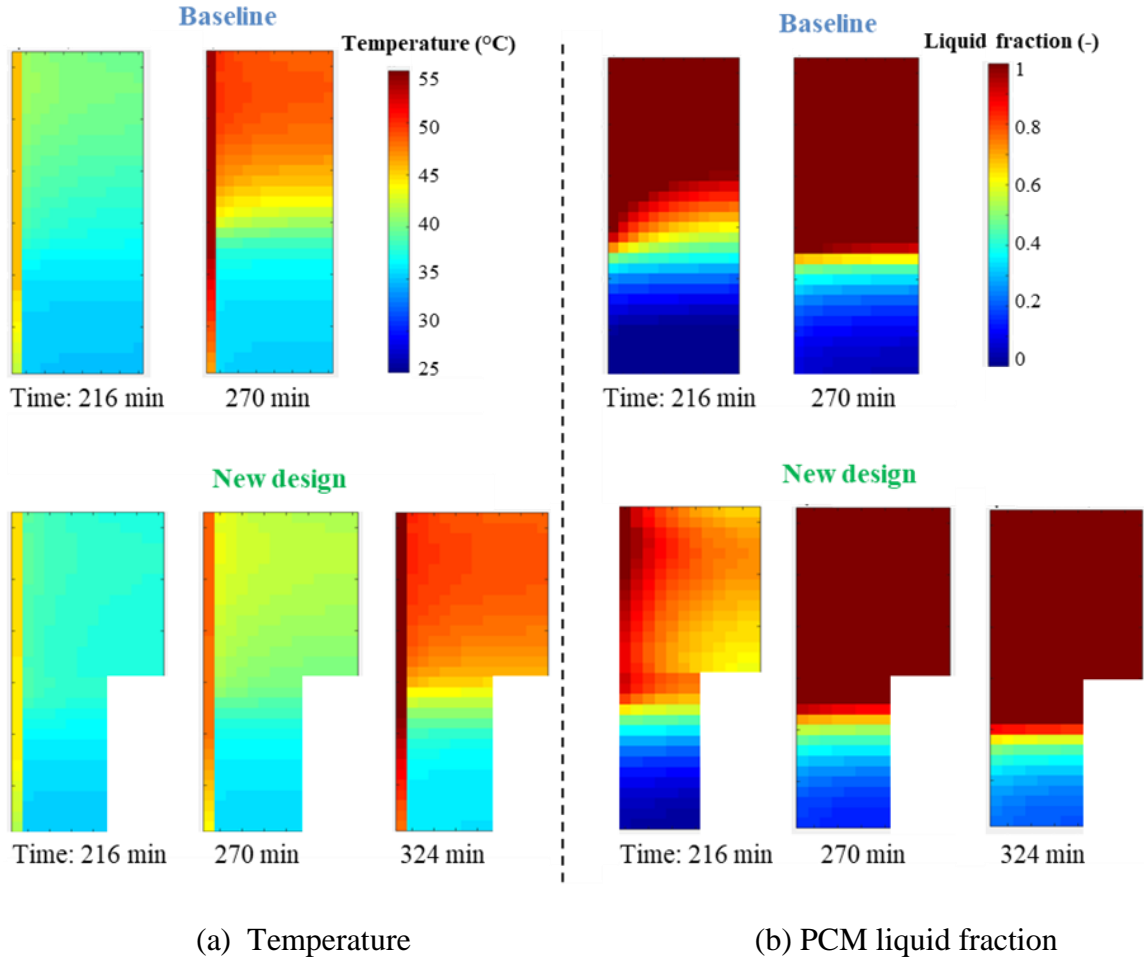 Baseline
Temperature (°C)
55
50
45
40
35
30
25
Time: 216 min
270 min
Baseline
Liquid fraction (-)
1
0.8
0.6
0.4
0.2
0
Time: 216 min
270 min
New design
Time: 216 min
270 min
324 min
New design
Time: 216 min
270 min
324 min
(a) Temperature
(b) PCM liquid fraction